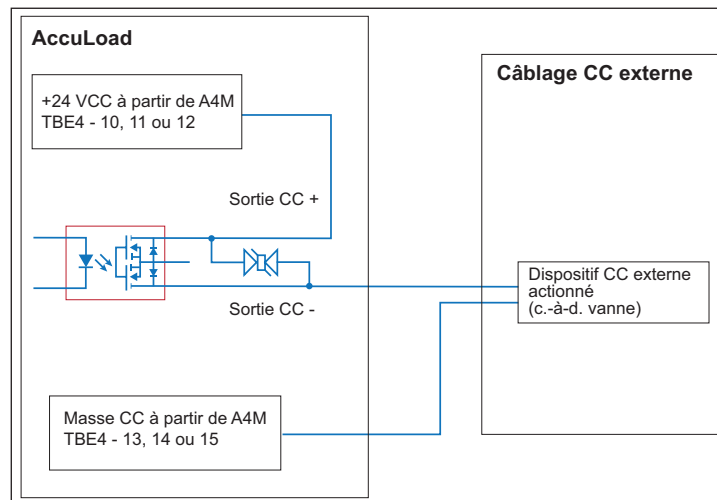 AccuLoad
Câblage CC externe
+24 VCC à partir de A4M
TBE4 - 10, 11 ou 12
Sortie CC +
Dispositif CC externe
actionné
(c.-à-d. vanne)
Sortie CC -
Masse CC à partir de A4M
TBE4 - 13, 14 ou 15